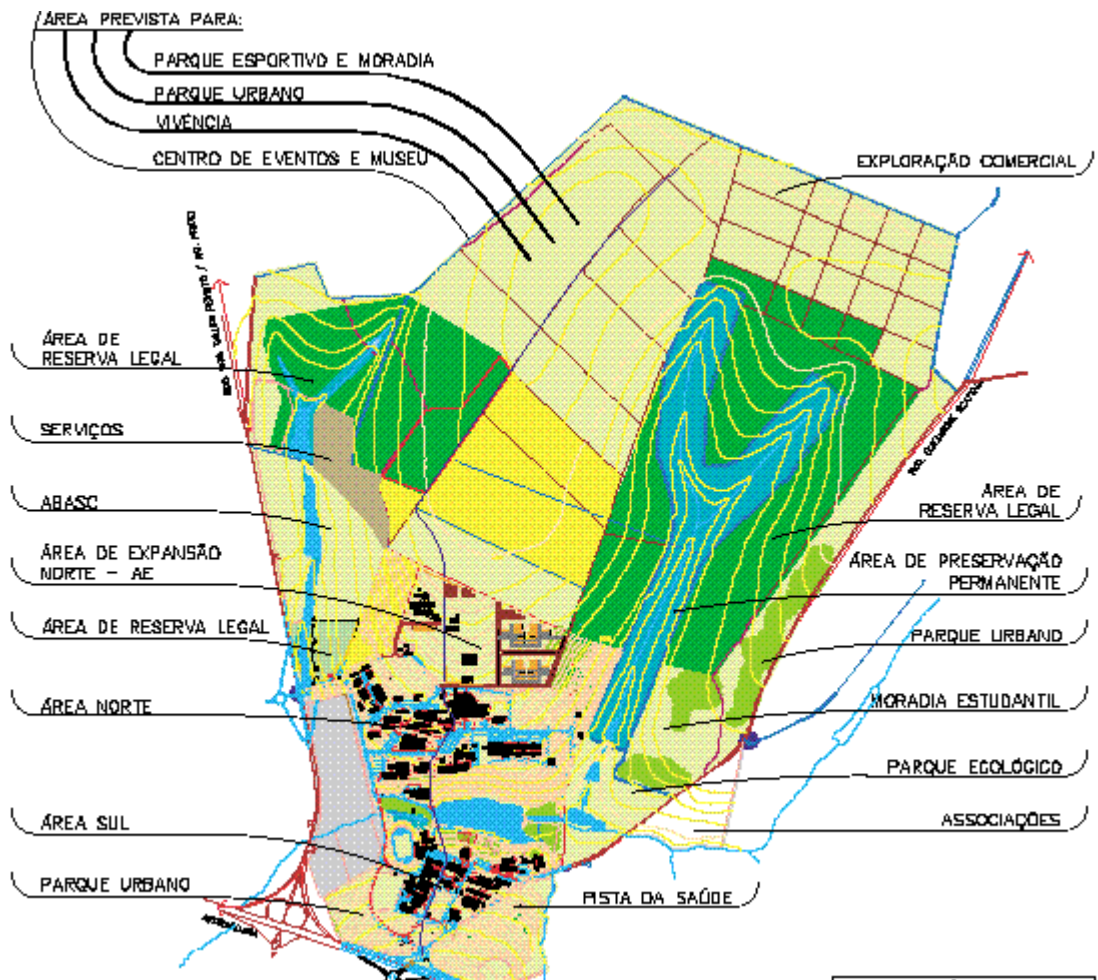 ÁREA PREVISTA PARA:
PARQUE ESPORTIVO E MORADIA
PARQUE URBANO
VIVÊNCIA
CENTRO DE EVENTOS E MUSEU
EXPLORAÇÃO COMERCIAL
ÁREA DE
RESERVA LEGAL
SERVIÇOS
ABASC
ÁREA DE EXPANSÃO
NORTE - AE
ÁREA DE RESERVA LEGAL
ÁREA NORTE
ÁREA SUL
PARQUE URBANO
ÁREA DE
RESERVA LEGAL
ÁREA DE PRESERVAÇÃO
PERMANENTE
PARQUE URBANO
MORADIA ESTUDANTIL
PARQUE ECOLÓGICO
ASSOCIAÇÕES
PISTA DA SAÚDE